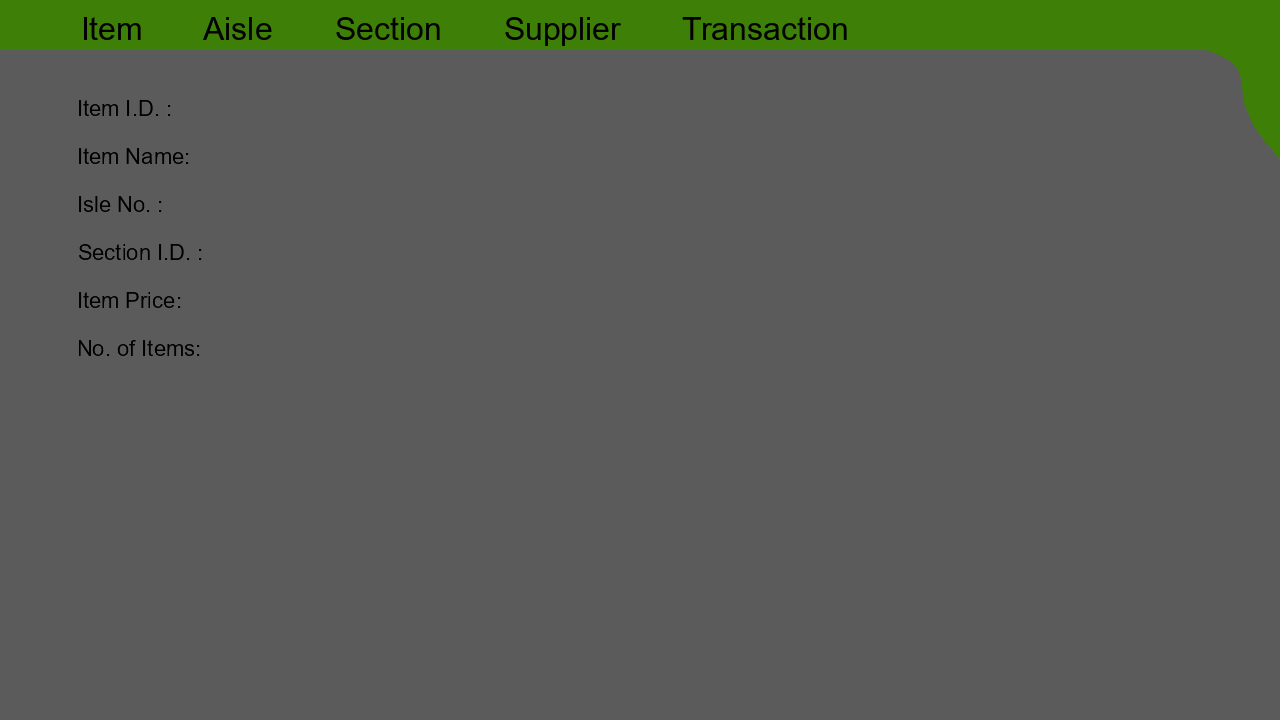 Item Aisle Section Supplier Transaction
Item I.D. :
Item Name:
Isle No. :
Section I.D. :
Item Price:
No. of Items: